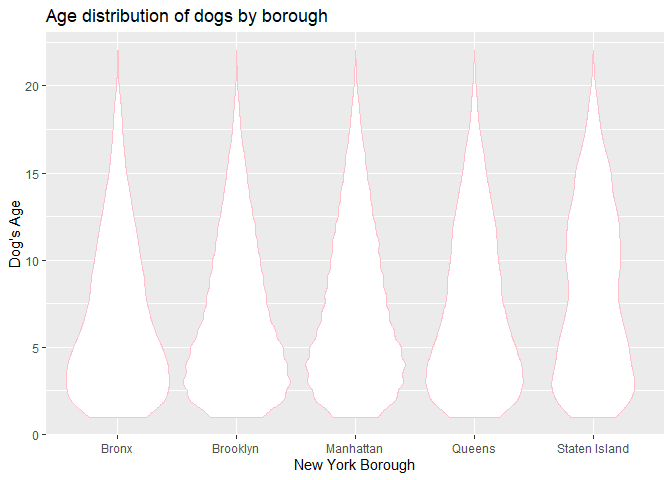 Age distribution of dogs by borough
Dog's Age
20
15
10
5
0
Bronx Brooklyn Manhattan Queens Staten Island
New York Borough